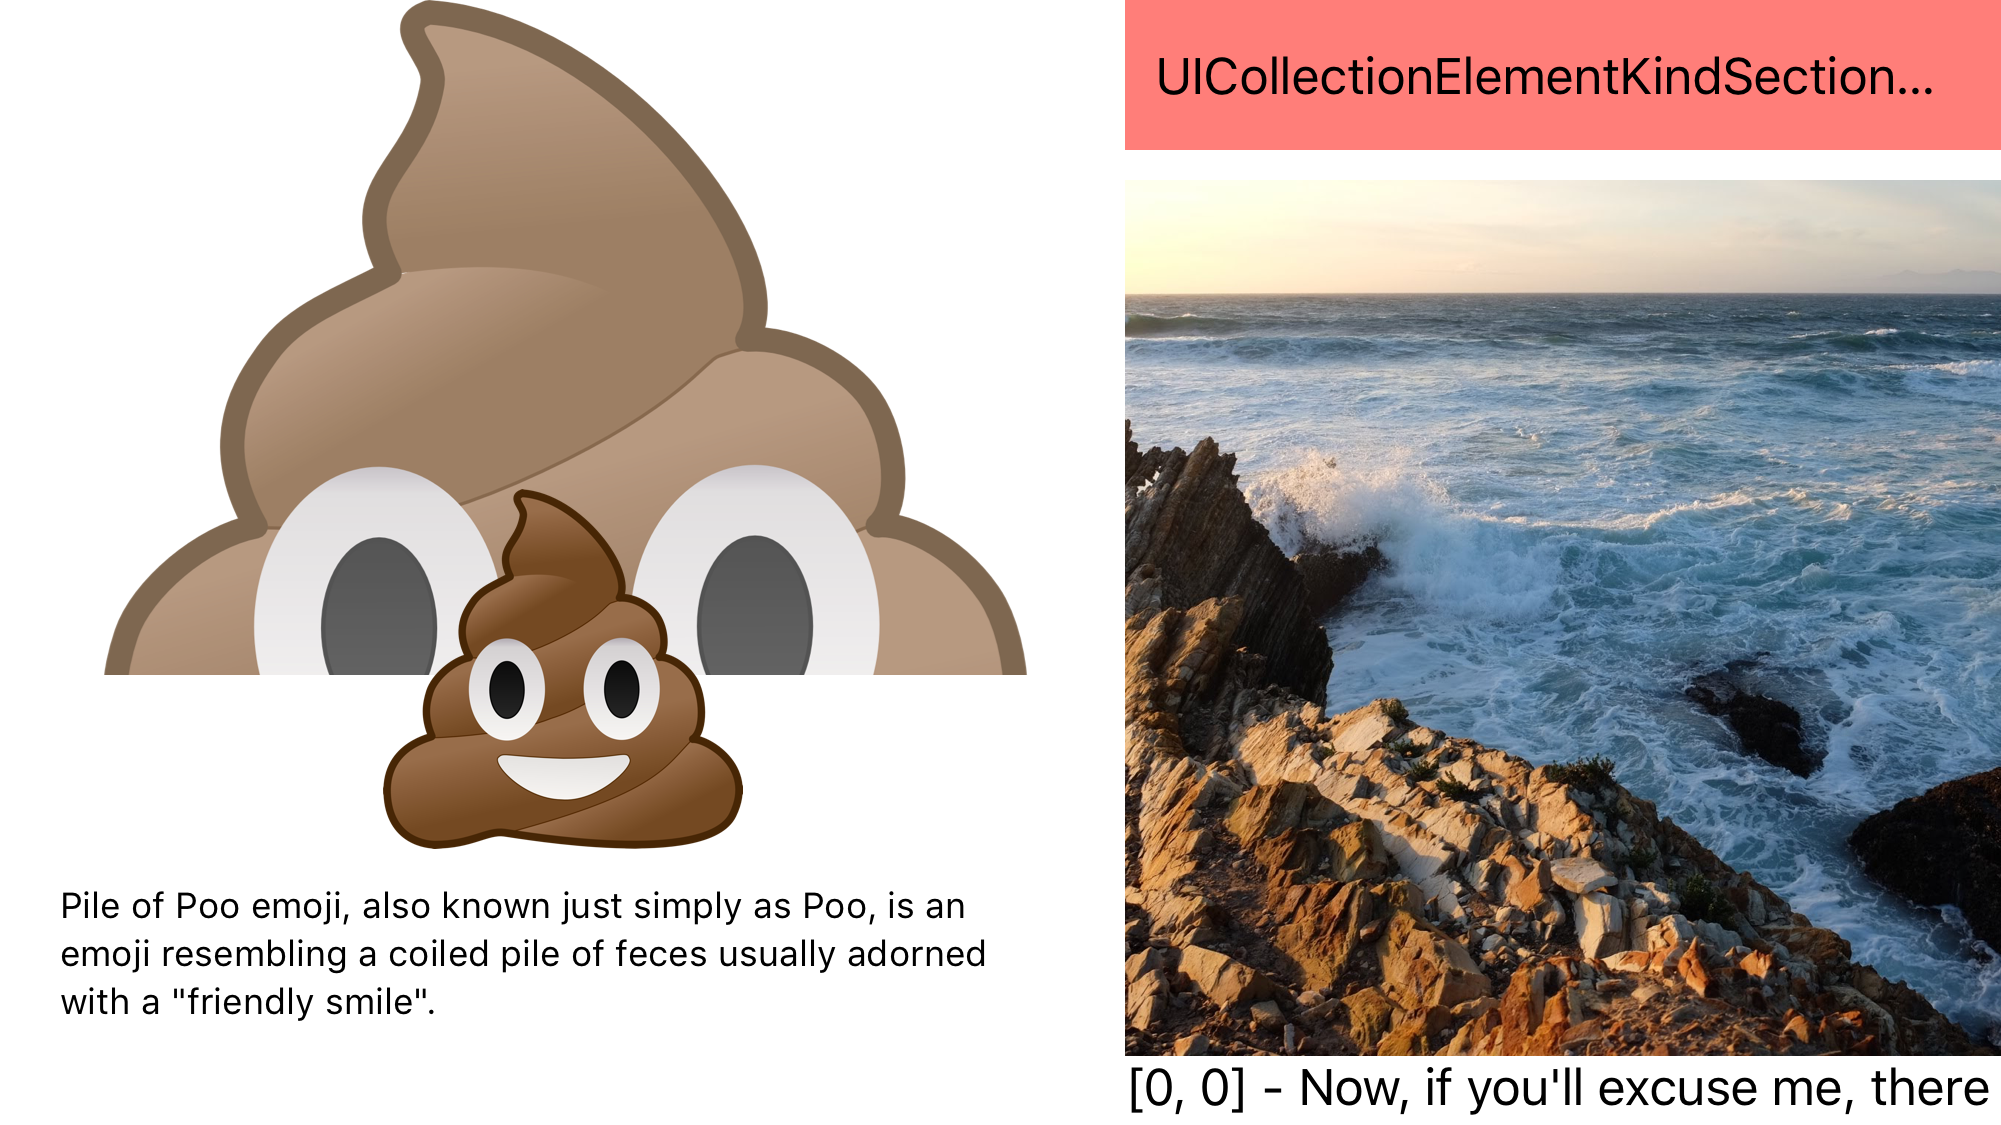 UICollectionElementKindSection...
Pile of Poo emoji, also known just simply as Poo, is an
emoji resembling a coiled pile of feces usually adorned
with a "friendly smile".
[0, 0] - Now, if you'll excuse me, there